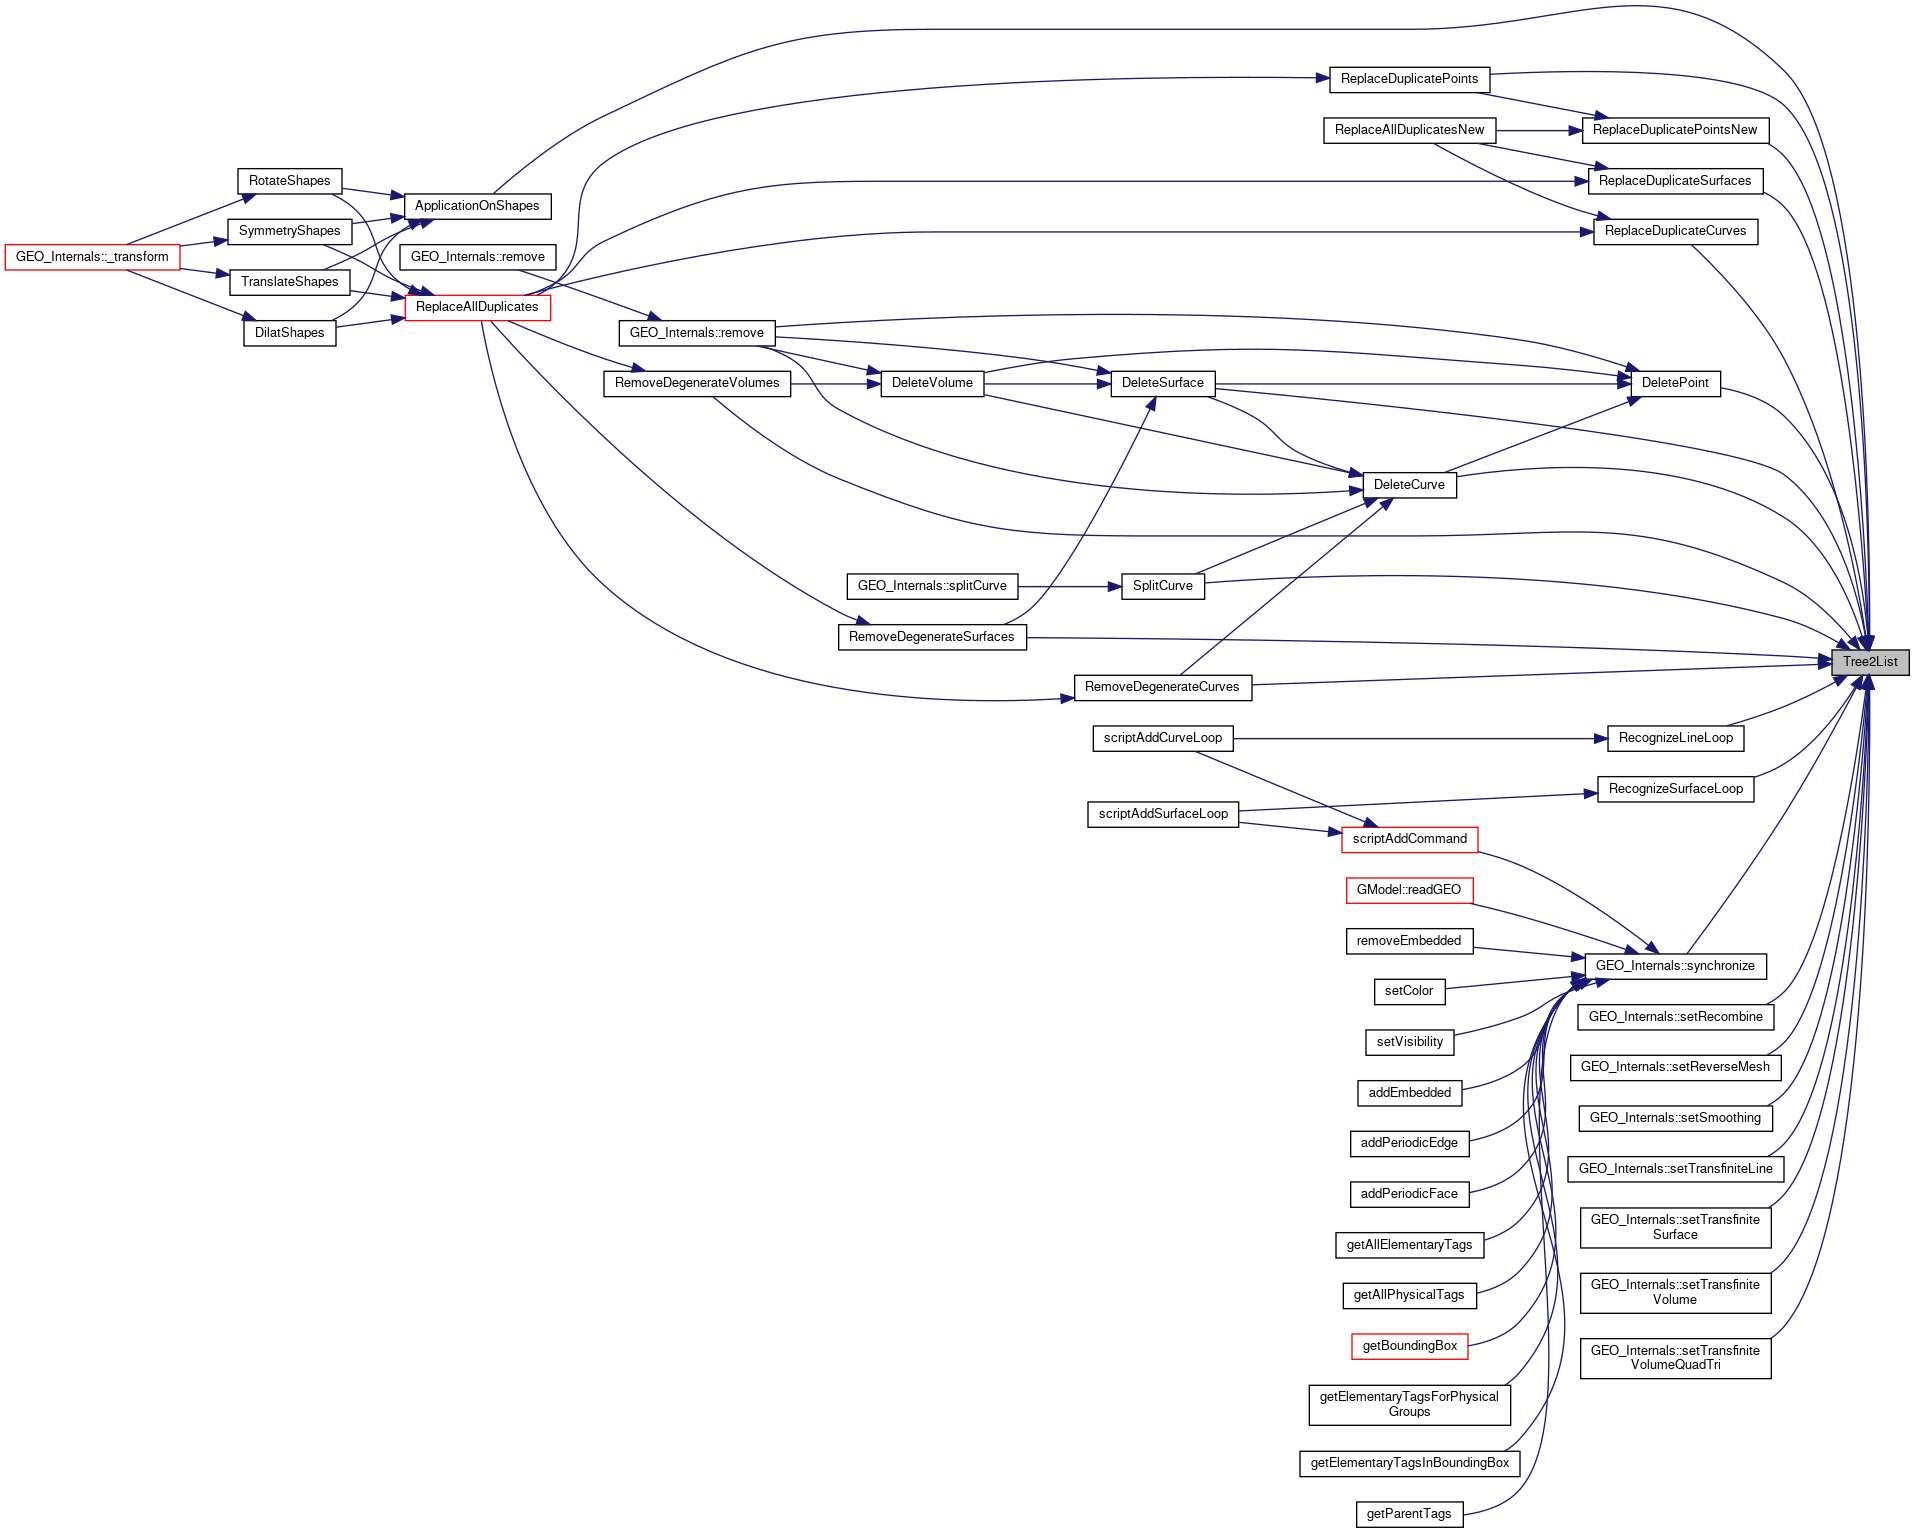 ReplaceDuplicatePoints
ReplaceAllDuplicatesNew
ReplaceDuplicatePointsNew
RotateShapes
ReplaceDuplicateSurfaces
ApplicationOnShapes
SymmetryShapes
ReplaceDuplicateCurves
GEO_Internals::_transform
GEO_Internals::remove
TranslateShapes
ReplaceAllDuplicates
DilatShapes
GEO_Internals::remove
RemoveDegenerateVolumes
DeleteVolume
DeleteSurface
DeletePoint
DeleteCurve
GEO_Internals::splitCurve
SplitCurve
RemoveDegenerateSurfaces
Tree2List
RemoveDegenerateCurves
scriptAddCurveLoop
RecognizeLineLoop
RecognizeSurfaceLoop
scriptAddSurfaceLoop
scriptAddCommand
GModel::readGEO
removeEmbedded
GEO_Internals::synchronize
setColor
GEO_Internals::setRecombine
setVisibility
GEO_Internals::setReverseMesh
addEmbedded
GEO_Internals::setSmoothing
addPeriodicEdge
GEO_Internals::setTransfiniteLine
addPeriodicFace
GEO_Internals::setTransfinite
Surface
getAllElementaryTags
GEO_Internals::setTransfinite
Volume
getAllPhysicalTags
getBoundingBox
GEO_Internals::setTransfinite
VolumeQuadTri
getElementaryTagsForPhysical
Groups
getElementaryTagsInBoundingBox
getParentTags